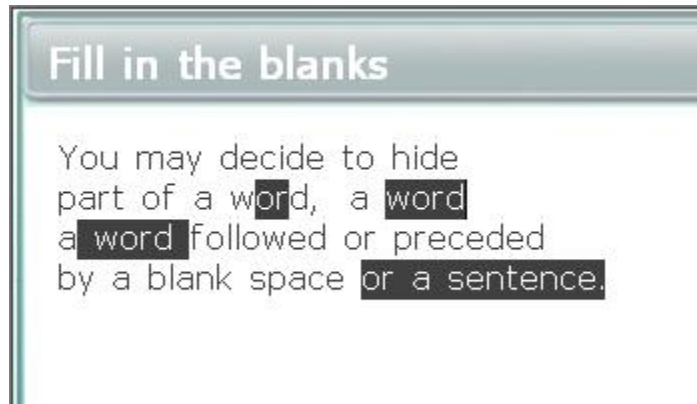 Fill in the blanks
You may decide to hide
part of a word, a word
a word followed or preceded
by a blank space or a sentence.